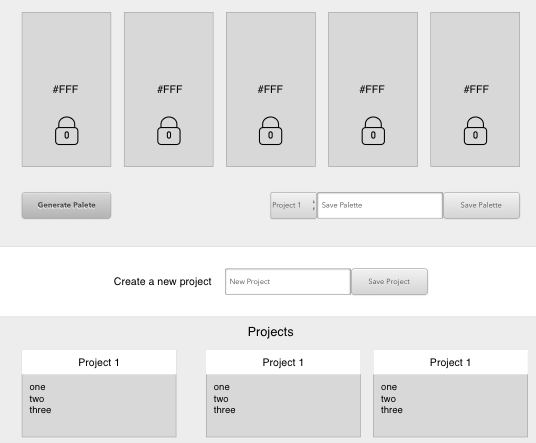 #FFF #FFF #FFF #FFF #FFF
0 0 0 0 0
Generate Palete Project 1 Save Palette Save Palette
Create a new project New Project Save Project
Projects
Project 1 Project 1 Project 1
one one one
two two two
three three three